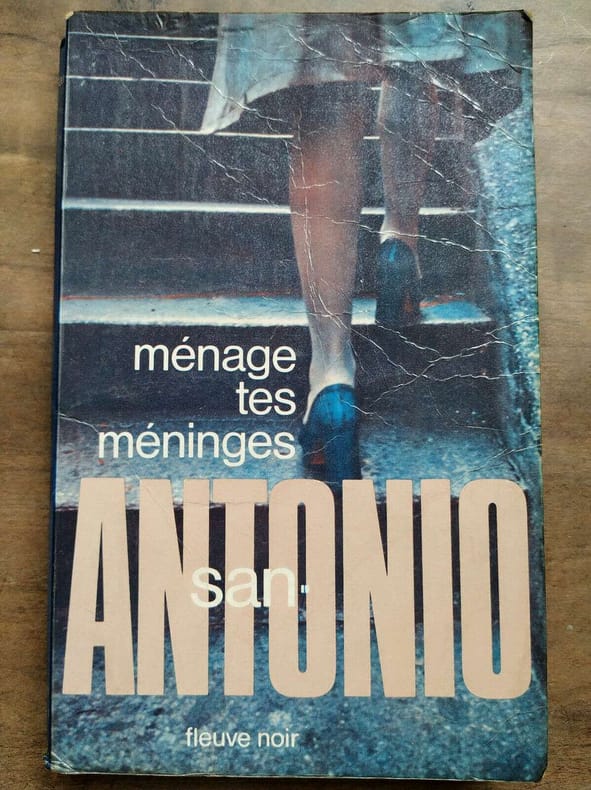 ménage
tes
méninges
san-
ANTONIO
fleuve noir